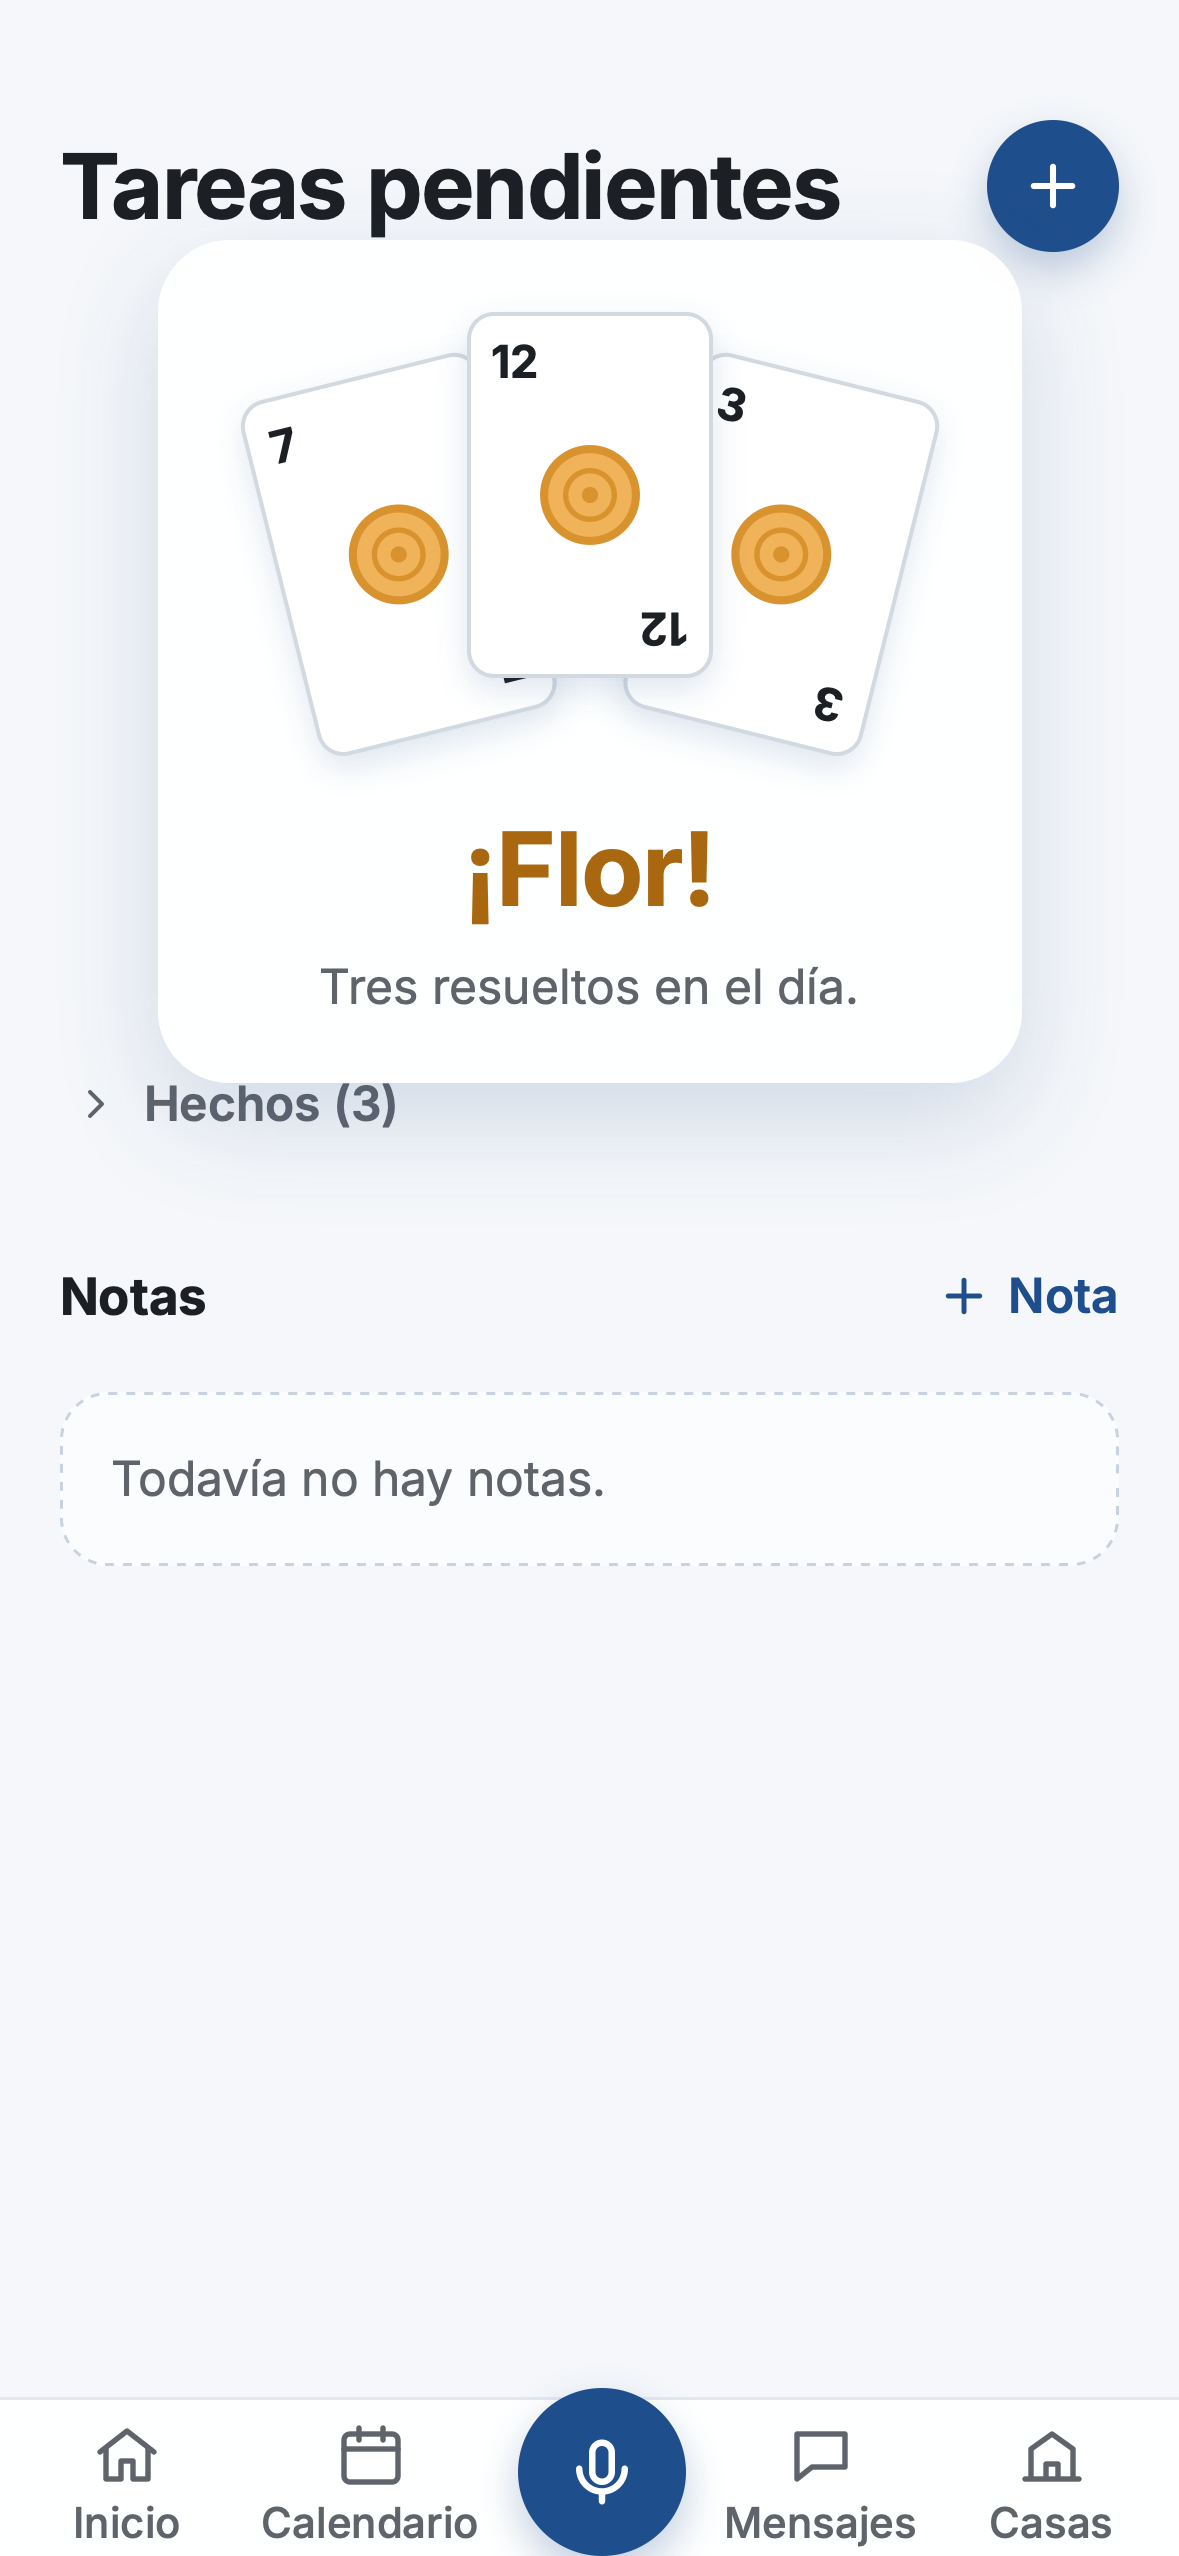 Tareas pendientes
7
12
3
12
3
¡Flor!
Tres resueltos en el día.
Hechos (3)
Notas
+ Nota
Todavía no hay notas.
Inicio
Calendario
Mensajes
Casas